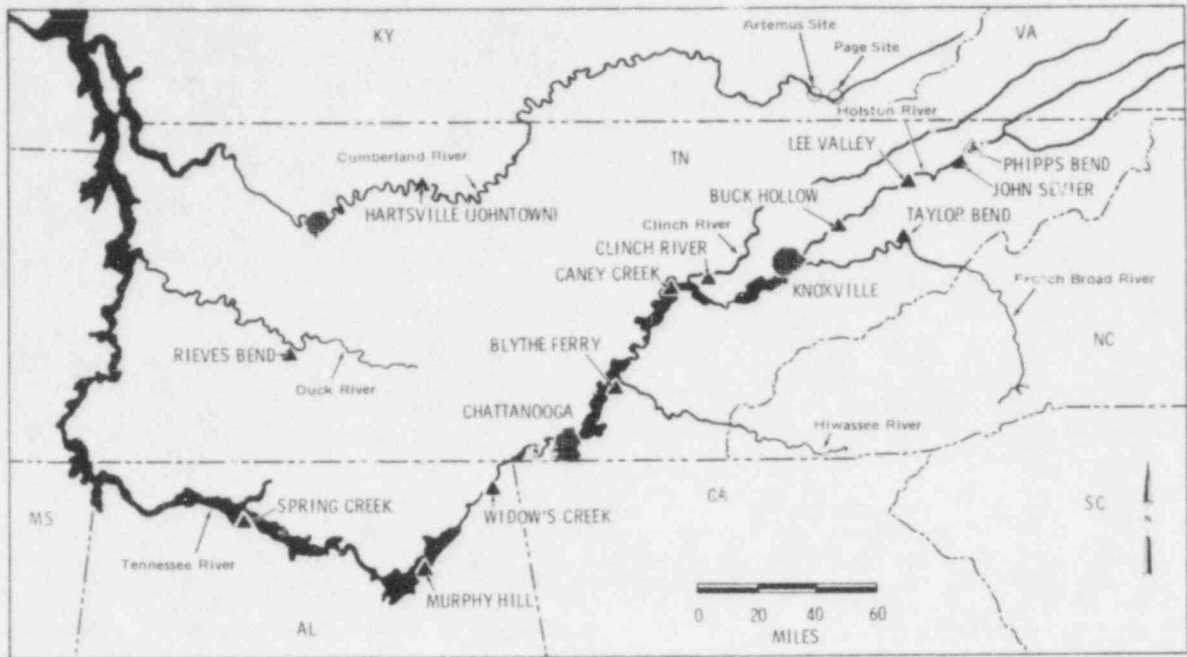 KY
Artemus Site
Page Site
VA
Holston River
LEE VALLEY
TN
PHIPPS BEND
JOHN SEVIER
Cumberland River
HARTSVILLE (JOHNTOWN)
BUCK HOLLOW
TAYLOP BEND
Clinch River
CLINCH RIVER
CANEY CREEK
KNOXVILLE
French Broad River
BLYTHE FERRY
NC
RIEVES BEND
Duck River
CHATTANOOGA
Hiwassee River
GA
SC
MS
SPRING CREEK
WIDOW'S CREEK
Tennessee River
MURPHY HILL
N
AL
0 20 40 60
MILES